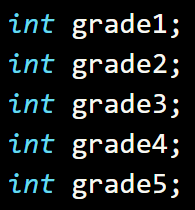 int grade1;
int grade2;
int grade3;
int grade4;
int grade5;